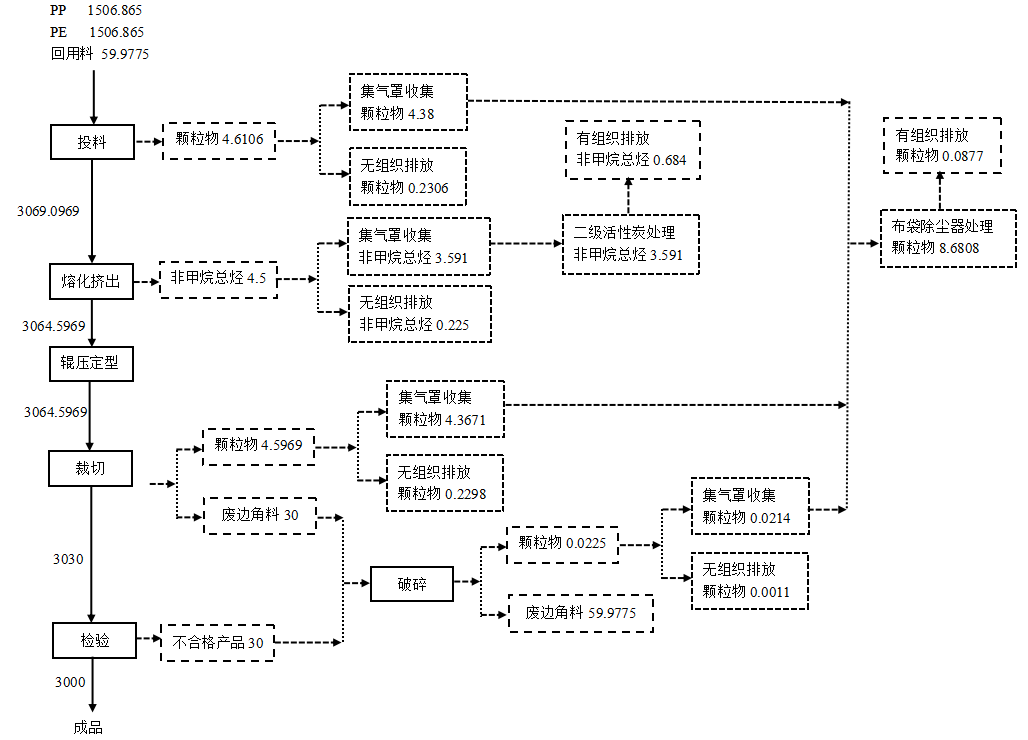 PP 1506.865
PE 1506.865
回用料 59.9775
投料
颗粒物 4.6106
集气罩收集
颗粒物 4.38
无组织排放
颗粒物 0.2306
有组织排放
非甲烷总烃 0.684
有组织排放
颗粒物 0.0877
3069.0969
集气罩收集
非甲烷总烃 3.591
二级活性炭处理
非甲烷总烃 3.591
布袋除尘器处理
颗粒物 8.6808
熔化挤出
非甲烷总烃 4.5
无组织排放
非甲烷总烃 0.225
3064.5969
辊压定型
3064.5969
集气罩收集
颗粒物 4.3671
裁切
颗粒物 4.5969
无组织排放
颗粒物 0.2298
废边角料 30
集气罩收集
颗粒物 0.0214
3030
破碎
颗粒物 0.0225
无组织排放
颗粒物 0.0011
废边角料 59.9775
检验
不合格产品 30
3000
成品